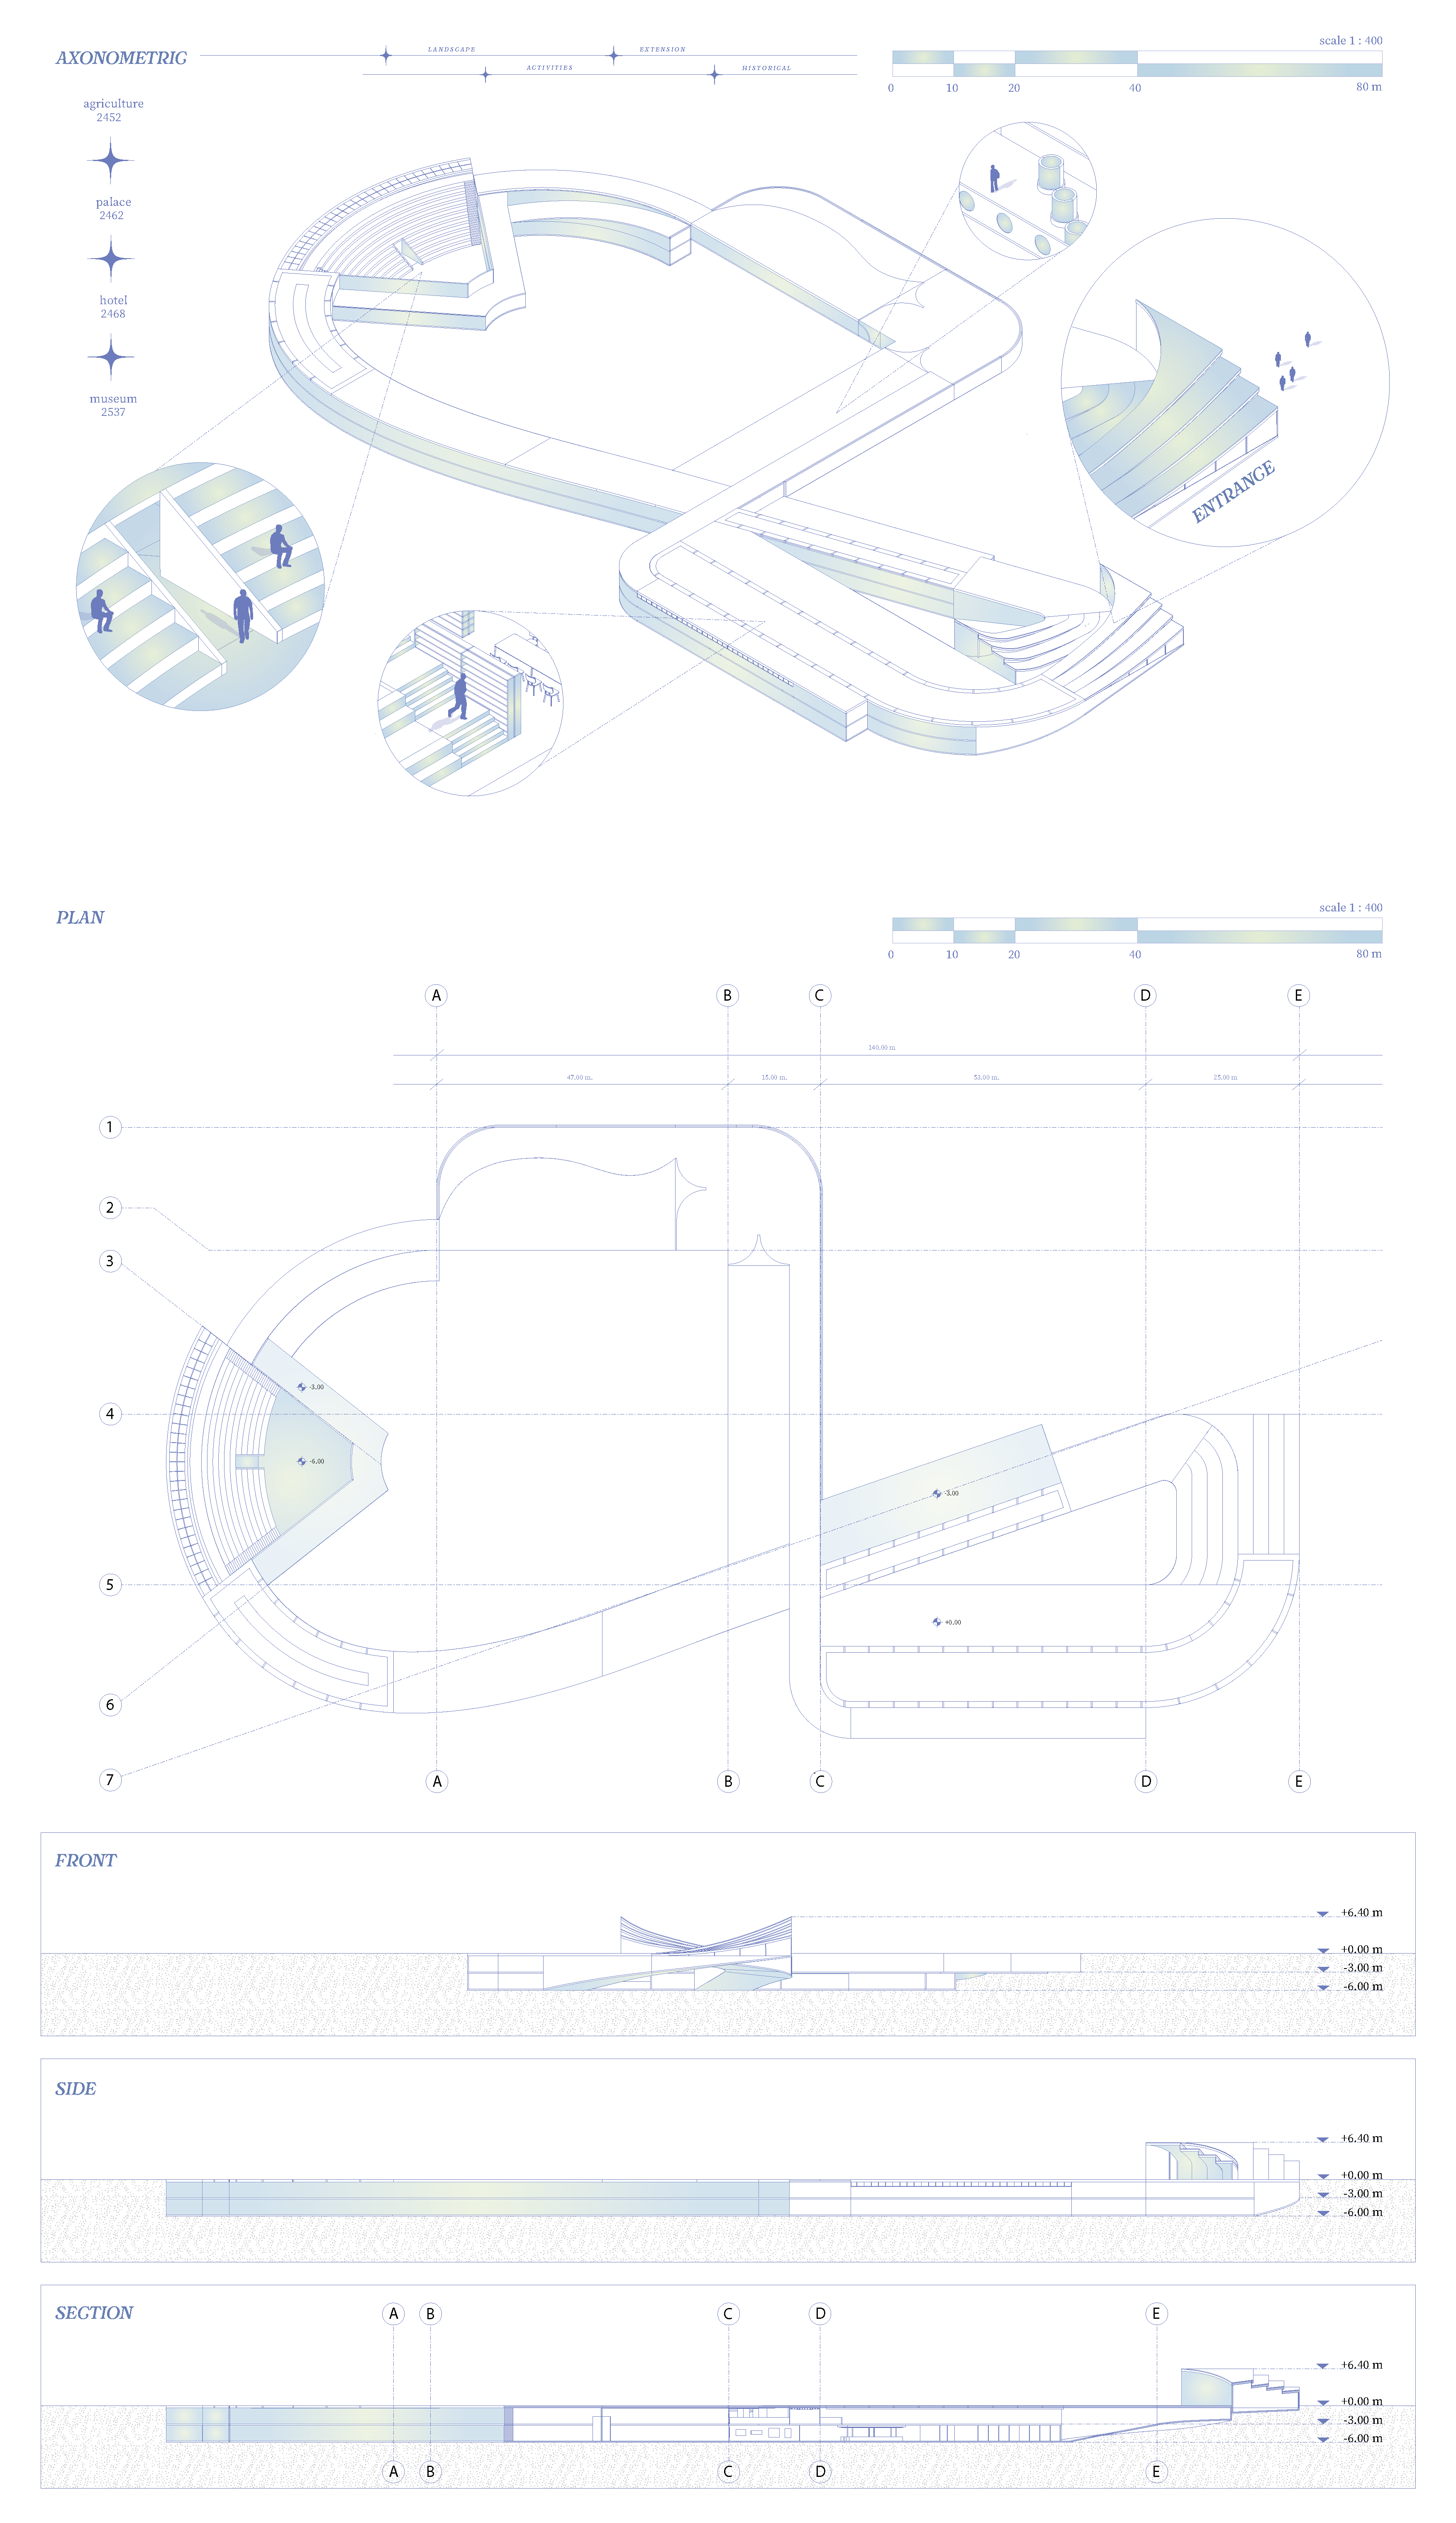 AXONOMETRIC
LANDSCAPE
EXTENSION
ACTIVITIES
HISTORICAL
scale 1 : 400
0 10 20 40 80 m
agriculture
2452
palace
2462
hotel
2468
museum
2537
ENTRANCE
PLAN
scale 1 : 400
0 10 20 40 80 m
A B C D E
140.00 m
47.00 m. 15.00 m. 53.00 m. 25.00 m
1
2
3
-3.00
4
-6.00
-3.00
5
+0.00
6
7
A B C D E
FRONT
+6.40 m
+0.00 m
-3.00 m
-6.00 m
SIDE
+6.40 m
+0.00 m
-3.00 m
-6.00 m
SECTION
A B C D E
+6.40 m
+0.00 m
-3.00 m
-6.00 m
A B C D E